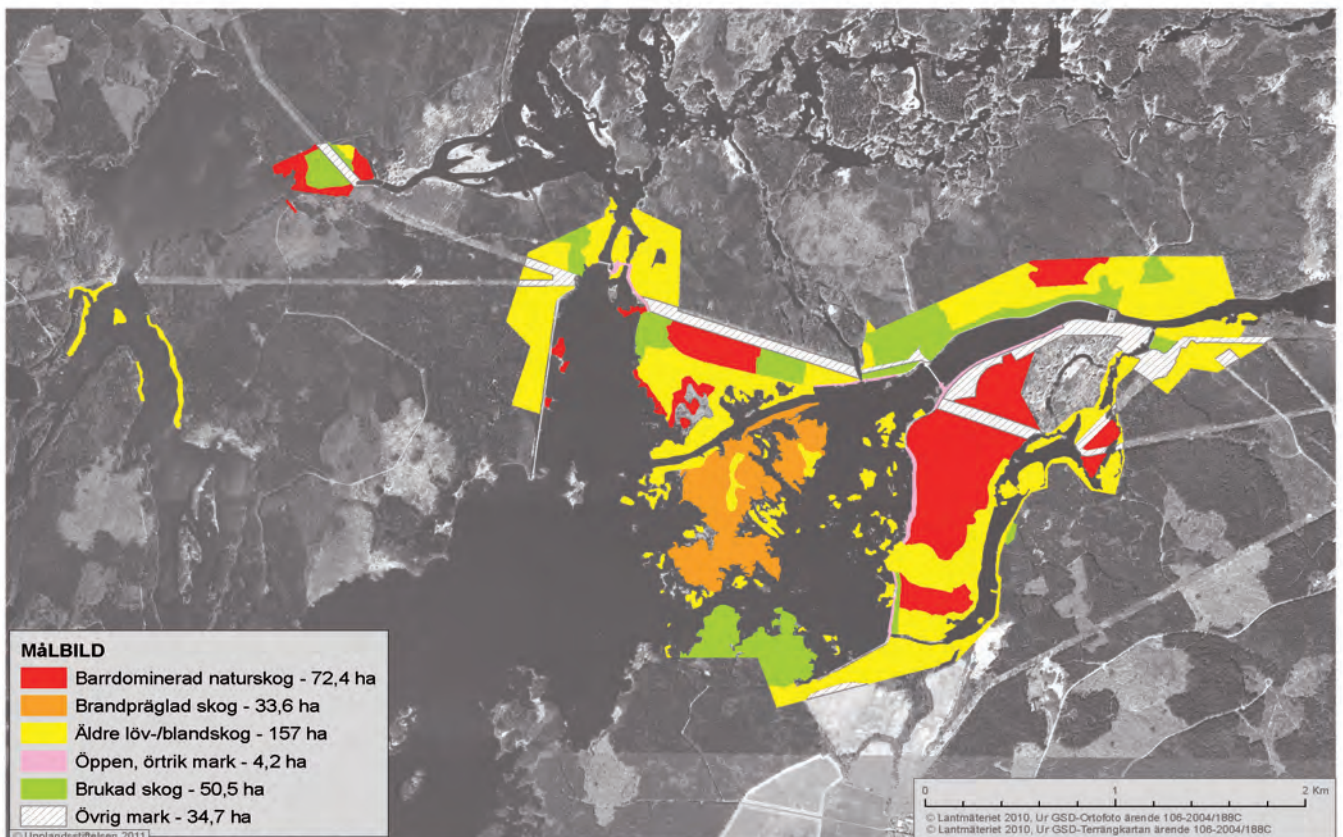 MåLBILD
Barrdominerad naturskog - 72,4 ha
Brandpräglad skog - 33,6 ha
Äldre löv-/blandskog - 157 ha
Öppen, örtrik mark - 4,2 ha
Brukad skog - 50,5 ha
Övrig mark - 34,7 ha
© Upplandsstiftelsen 2011
0 1 2 Km
© Lantmäteriet 2010, Ur GSD-Ortofoto ärende 106-2004/188C
© Lantmäteriet 2010, Ur GSD-Terrängkartan ärende 106-2004/188C